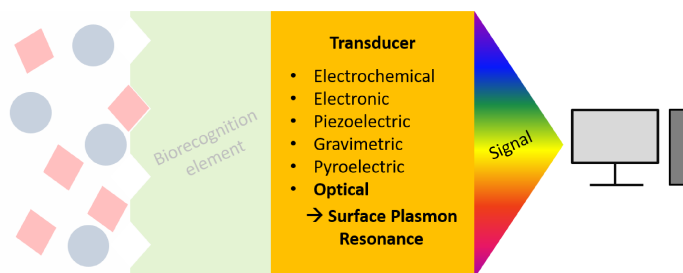 Biorecognition
element
Transducer
• Electrochemical
• Electronic
• Piezoelectric
• Gravimetric
• Pyroelectric
• Optical
→ Surface Plasmon
Resonance
Signal